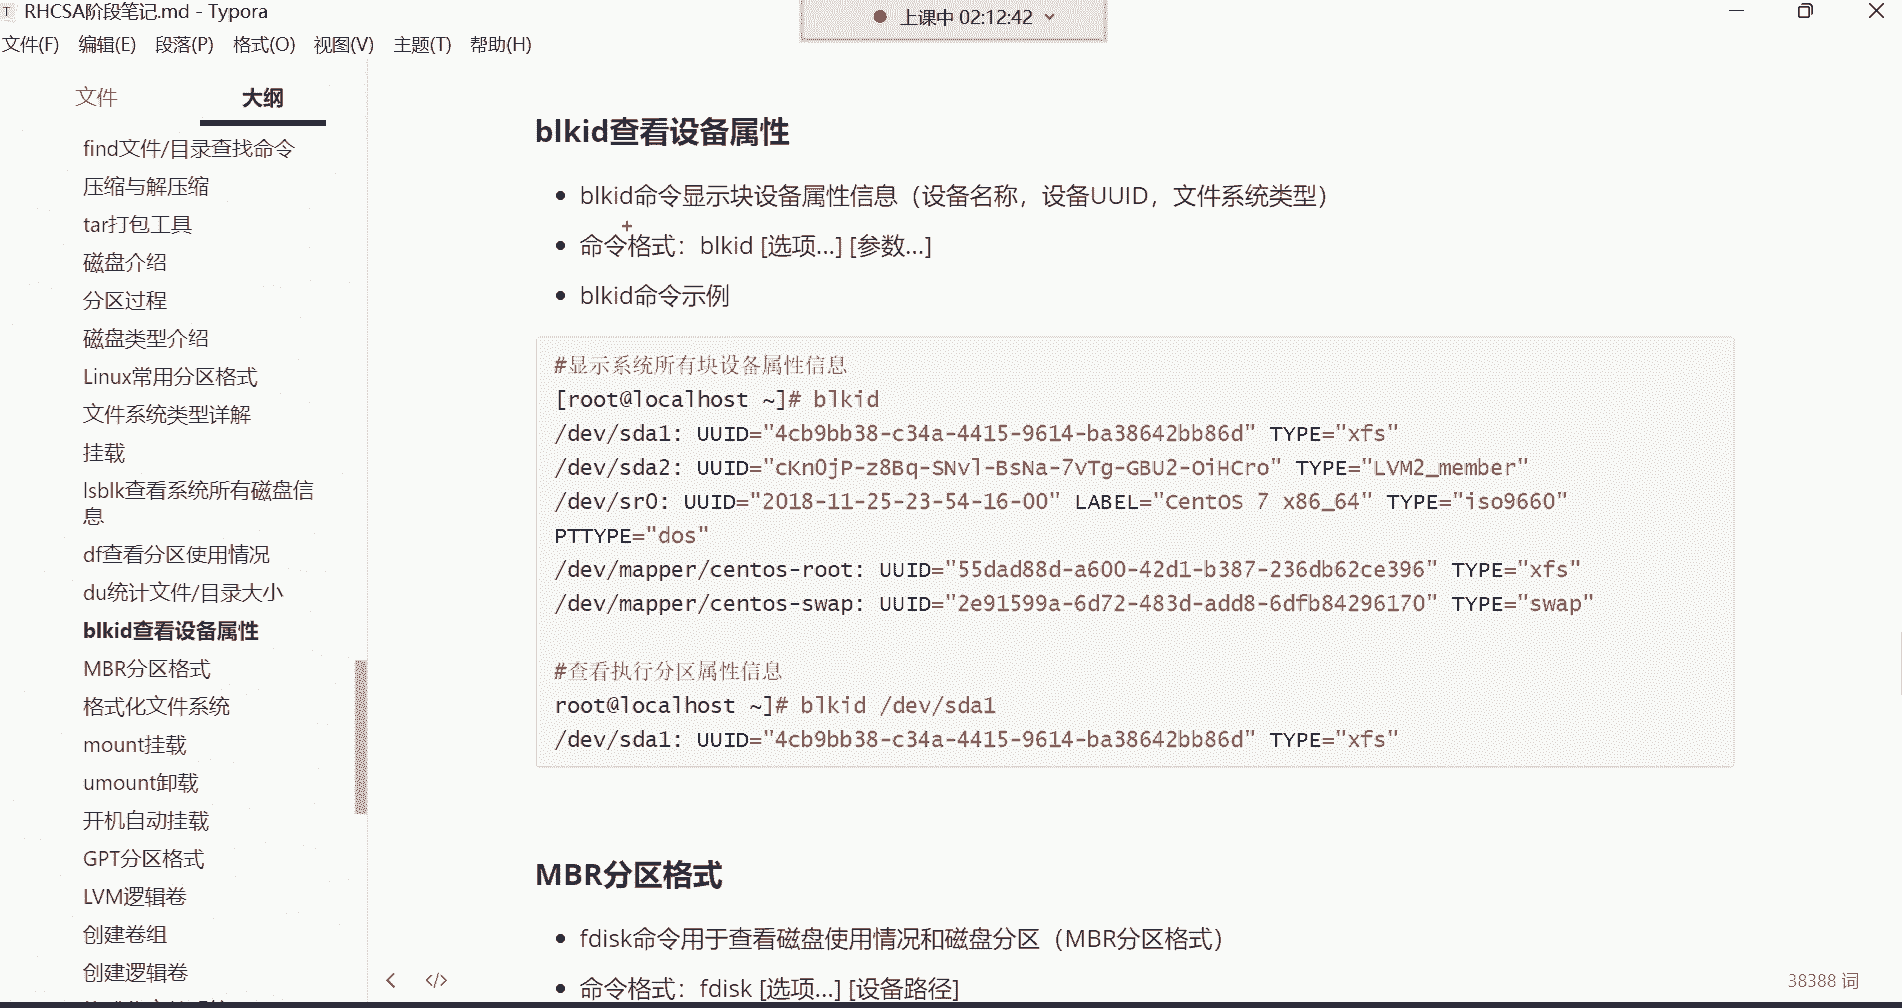 RHCSA阶段笔记.md - Typora
上课中 02:12:42
文件(F) 编辑(E) 段落(P) 格式(O) 视图(V) 主题(T) 帮助(H)
文件 大纲
find文件/目录查找命令
压缩与解压缩
tar打包工具
磁盘介绍
分区过程
磁盘类型介绍
Linux常用分区格式
文件系统类型详解
挂载
lsblk查看系统所有磁盘信
息
df查看分区使用情况
du统计文件/目录大小
blkid查看设备属性
MBR分区格式
格式化文件系统
mount挂载
umount卸载
开机自动挂载
GPT分区格式
LVM逻辑卷
创建卷组
创建逻辑卷
blkid查看设备属性
blkid命令显示块设备属性信息（设备名称，设备UUID，文件系统类型）
命令格式：blkid [选项...] [参数...]
blkid命令示例
#显示系统所有块设备属性信息
[root@localhost ~]# blkid
/dev/sda1: UUID="4cb9bb38-c34a-4415-9614-ba38642bb86d" TYPE="xfs"
/dev/sda2: UUID="cKn0jP-z8Bq-SNvl-BsNa-7vTg-GBU2-OiHCro" TYPE="LVM2_member"
/dev/sr0: UUID="2018-11-25-23-54-16-00" LABEL="CentOS 7 x86_64" TYPE="iso9660"
PTTYPE="dos"
/dev/mapper/centos-root: UUID="55dad88d-a600-42d1-b387-236db62ce396" TYPE="xfs"
/dev/mapper/centos-swap: UUID="2e91599a-6d72-483d-add8-6dfb84296170" TYPE="swap"
#查看执行分区属性信息
root@localhost ~]# blkid /dev/sda1
/dev/sda1: UUID="4cb9bb38-c34a-4415-9614-ba38642bb86d" TYPE="xfs"
MBR分区格式
fdisk命令用于查看磁盘使用情况和磁盘分区（MBR分区格式）
命令格式：fdisk [选项...] [设备路径]
38388 词